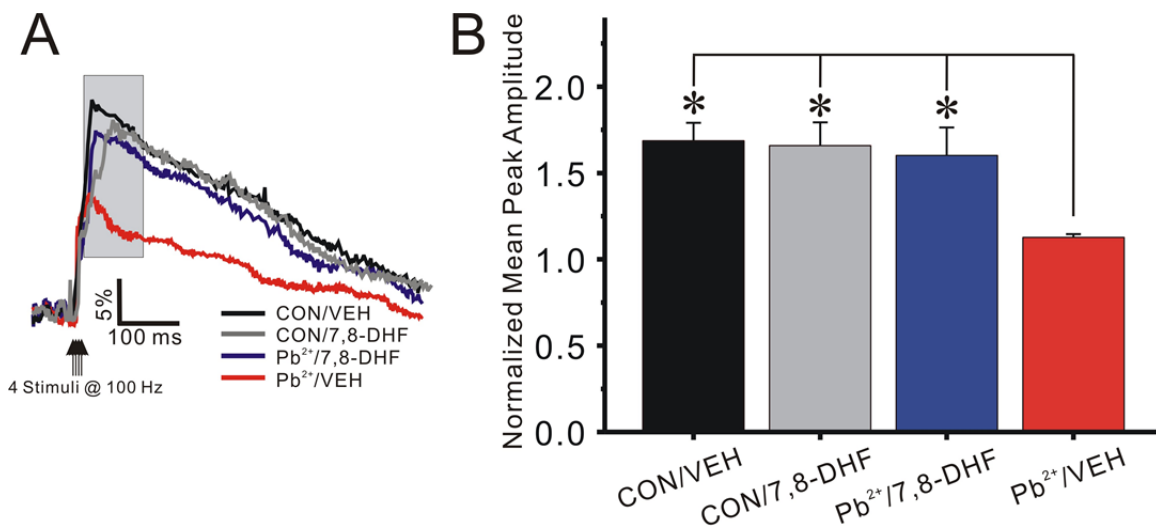 A
5%
100 ms
CON/VEH
CON/7,8-DHF
Pb²⁺/7,8-DHF
Pb²⁺/VEH
4 Stimuli @ 100 Hz
B
Normalized Mean Peak Amplitude
2.0
1.5
1.0
0.5
0.0
* * *
CON/VEH
CON/7,8-DHF
Pb²⁺/7,8-DHF
Pb²⁺/VEH